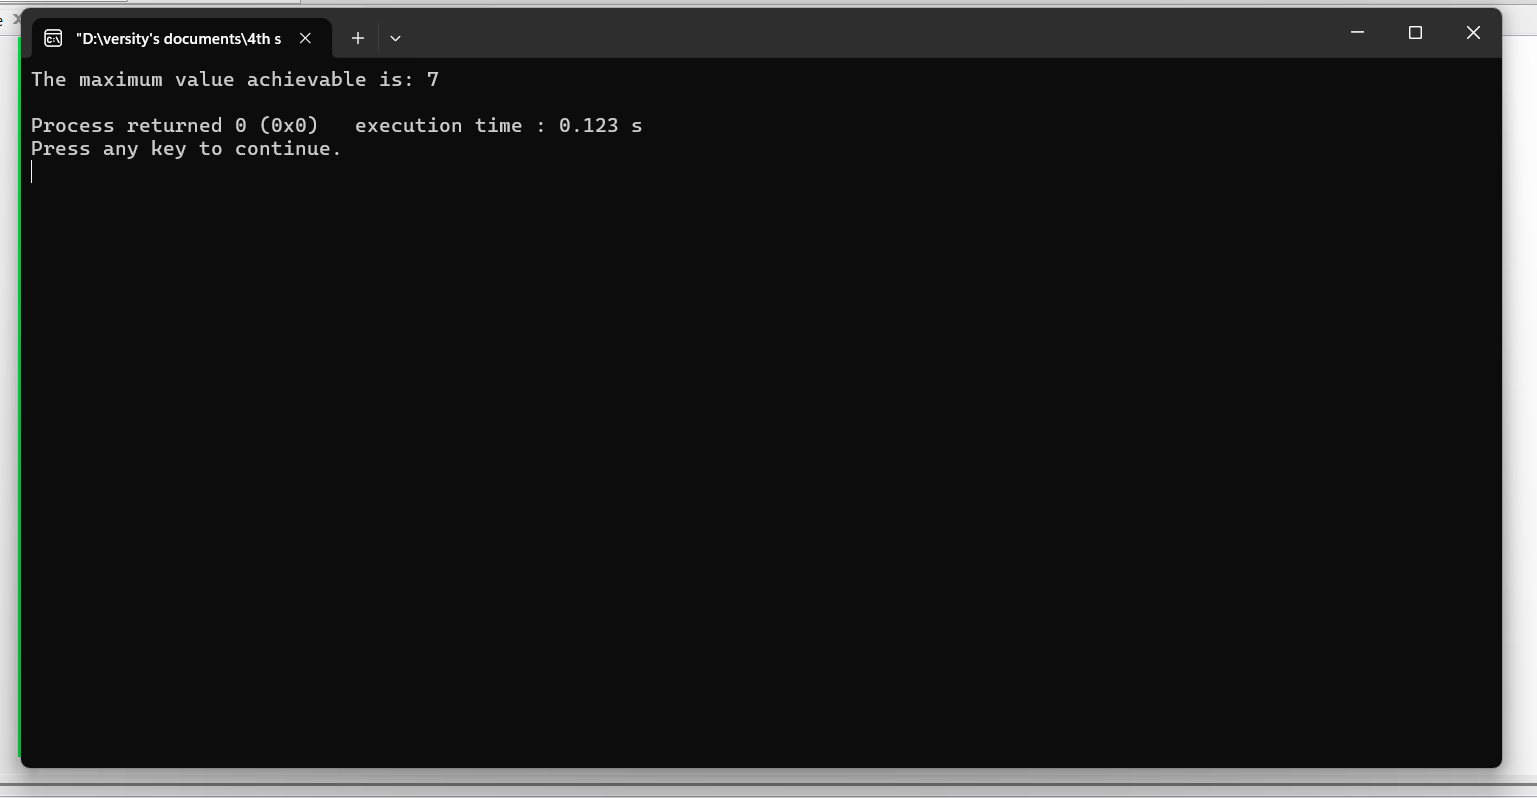 "D:\versity's documents\4th s
The maximum value achievable is: 7
Process returned 0 (0x0)   execution time : 0.123 s
Press any key to continue.